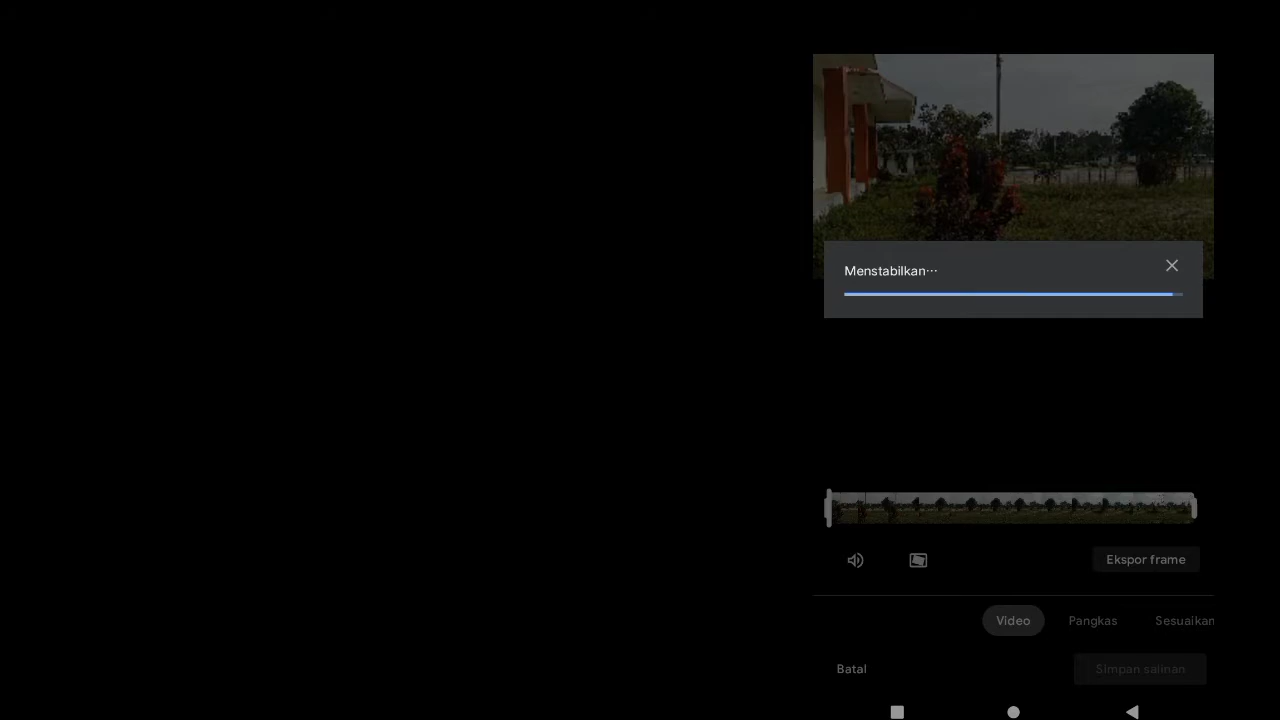 Menstabilkan···
Ekspor frame
Video
Pangkas
Sesuaikan
Batal
Simpan salinan